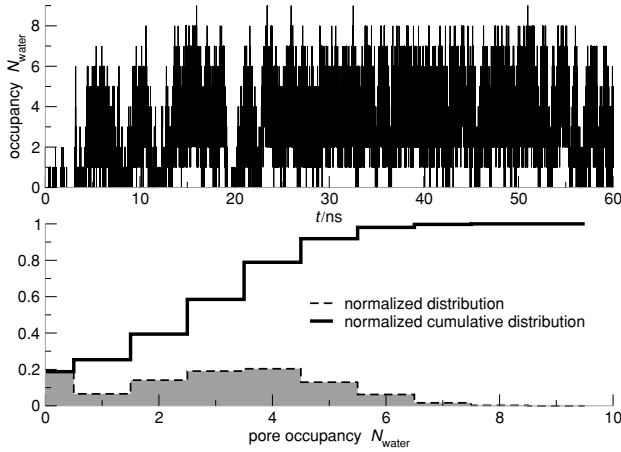 8
6
4
2
0
occupancy N_water
0 10 20 30 40 50 60
t/ns
1
0.8
0.6
0.4
0.2
0
normalized distribution
normalized cumulative distribution
0 2 4 6 8 10
pore occupancy N_water